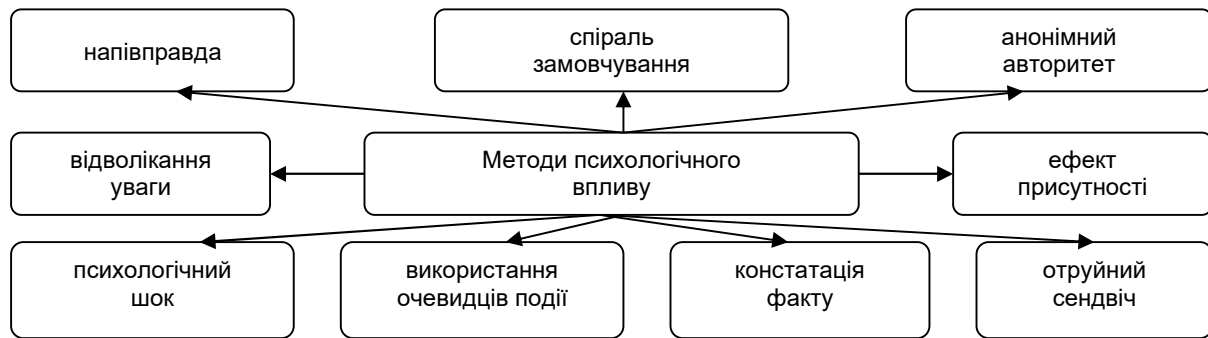 напівправда
спіраль
замовчування
анонімний
авторитет
відволікання
уваги
Методи психологічного
впливу
ефект
присутності
психологічний
шок
використання
очевидців події
констатація
факту
отруйний
сендвіч